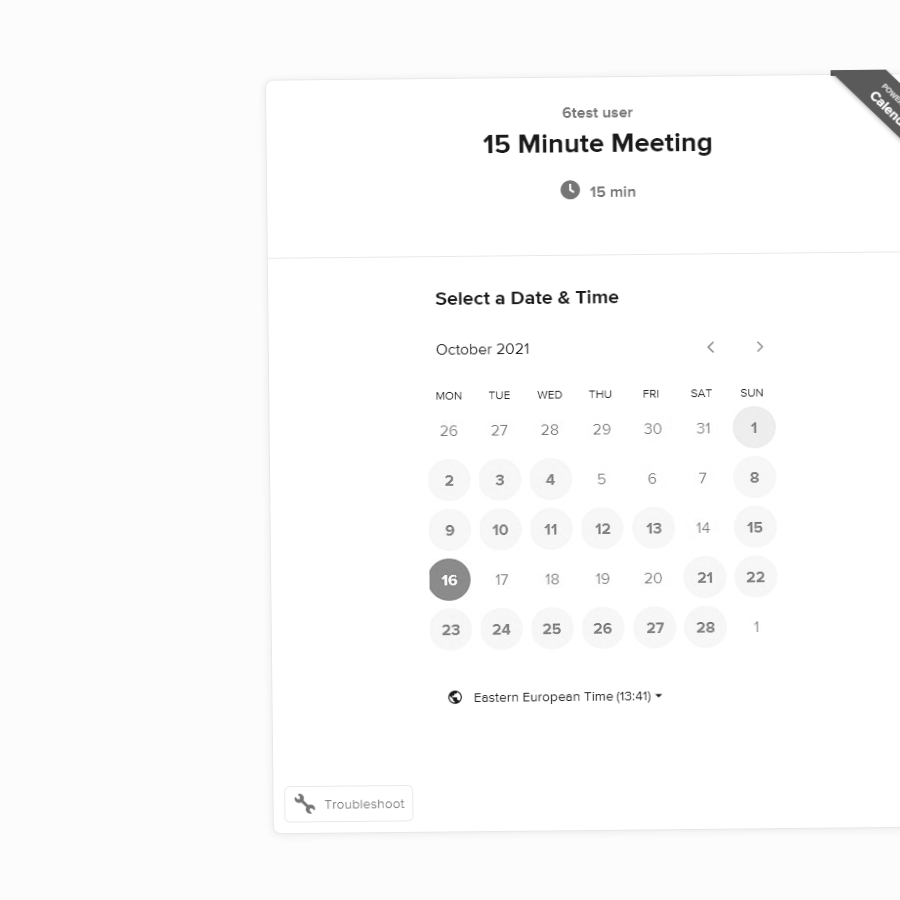 6test user
15 Minute Meeting
15 min
Select a Date & Time
October 2021
MON TUE WED THU FRI SAT SUN
26 27 28 29 30 31 1
2 3 4 5 6 7 8
9 10 11 12 13 14 15
16 17 18 19 20 21 22
23 24 25 26 27 28 1
Eastern European Time (13:41)
Troubleshoot